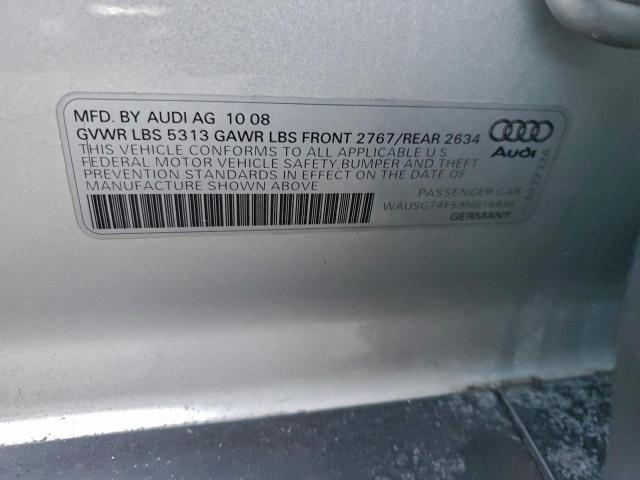 MFD. BY AUDI AG 10 08
GVWR LBS 5313 GAWR LBS FRONT 2767/REAR 2634
THIS VEHICLE CONFORMS TO ALL APPLICABLE U S
FEDERAL MOTOR VEHICLE SAFETY, BUMPER AND THEFT
PREVENTION STANDARDS IN EFFECT ON THE DATE OF
MANUFACTURE SHOWN ABOVE
Audi
PASSENGER CAR
WAUSG74F59N016834
GERMANY